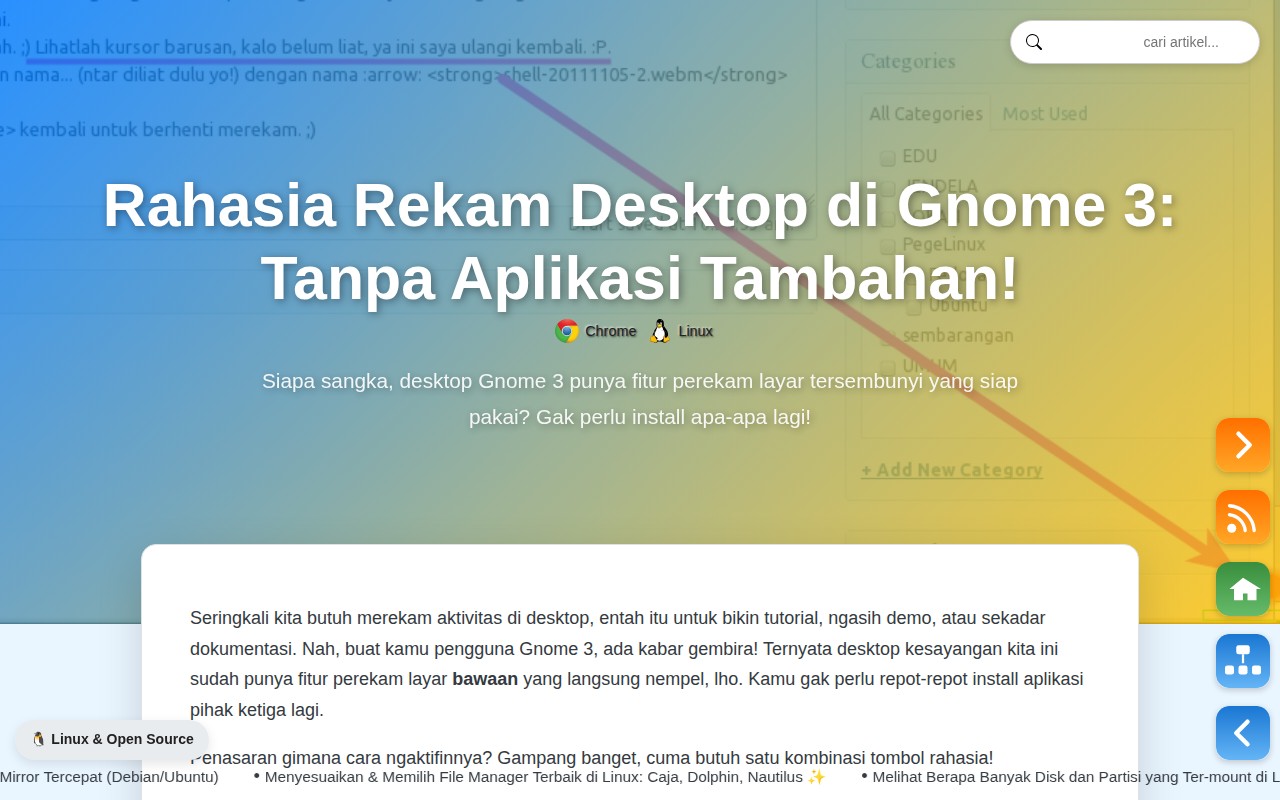 ni.
ah. ;) Lihatlah kursor barusan, kalo belum liat, ya ini saya ulangi kembali. :P.
n nama... (ntar diliat dulu yo!) dengan nama :arrow: <strong>shell-20111105-2.webm</strong>
e> kembali untuk berhenti merekam. ;)
cari artikel...
Categories
All Categories Most Used
EDU
JENDELA
PegeLinux
Ubuntu
sembarangan
UMUM
+ Add New Category
Rahasia Rekam Desktop di Gnome 3:
Tanpa Aplikasi Tambahan!
Chrome Linux
Siapa sangka, desktop Gnome 3 punya fitur perekam layar tersembunyi yang siap
pakai? Gak perlu install apa-apa lagi!
Seringkali kita butuh merekam aktivitas di desktop, entah itu untuk bikin tutorial, ngasih demo, atau sekadar
dokumentasi. Nah, buat kamu pengguna Gnome 3, ada kabar gembira! Ternyata desktop kesayangan kita ini
sudah punya fitur perekam layar bawaan yang langsung nempel, lho. Kamu gak perlu repot-repot install aplikasi
pihak ketiga lagi.
🐧 Linux & Open Source
Penasaran gimana cara ngaktifinnya? Gampang banget, cuma butuh satu kombinasi tombol rahasia!
Mirror Tercepat (Debian/Ubuntu) • Menyesuaikan & Memilih File Manager Terbaik di Linux: Caja, Dolphin, Nautilus ✨ • Melihat Berapa Banyak Disk dan Partisi yang Ter-mount di L